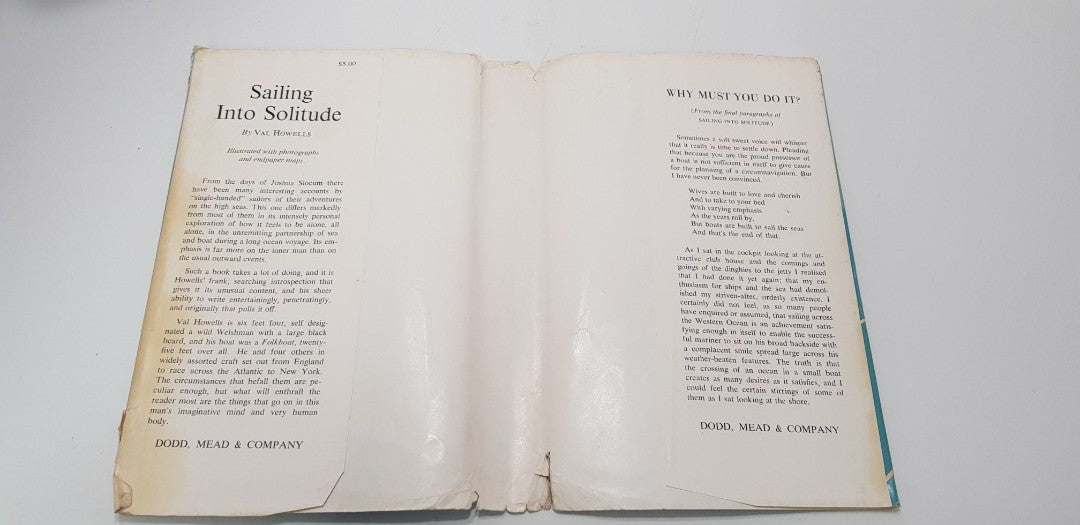 $5.00
Sailing
Into Solitude
By VAL HOWELLS
Illustrated with photographs
and endpaper maps
From the days of Joshua Slocum there
have been many interesting accounts by
"single-handed" sailors of their adventures
on the high seas. This one differs markedly
from most of them in its intensely personal
exploration of how it feels to be alone, all
alone, in the unremitting partnership of sea
and boat during a long ocean voyage. Its em-
phasis is far more on the inner man than on
the usual outward events.
Such a book takes a lot of doing, and it is
Howells' frank, searching introspection that
gives it its unusual content, and his sheer
ability to write entertainingly, penetratingly,
and originally that pulls it off.
Val Howells is six feet four, self desig-
nated a wild Welshman with a large black
beard, and his boat was a Folkboat, twenty-
five feet over all. He and four others in
widely assorted craft set out from England
to race across the Atlantic to New York.
The circumstances that befall them are pe-
culiar enough, but what will enthrall the
reader most are the things that go on in this
man's imaginative mind and very human
body.
DODD, MEAD & COMPANY
WHY MUST YOU DO IT?
(From the final paragraphs of
SAILING INTO SOLITUDE)
Sometimes a soft sweet voice will whisper
that it really is time to settle down. Pleading
that because you are the proud possessor of
a boat is not sufficient in itself to give cause
for the planning of a circumnavigation. But
I have never been convinced.
Wives are built to love and cherish
And to take to your bed
With varying emphasis
As the years roll by,
But boats are built to sail the seas
And that's the end of that.
As I sat in the cockpit looking at the at-
tractive club house and the comings and
goings of the dinghies to the jetty I realised
that I had done it yet again; that my en-
thusiasm for ships and the sea had demol-
ished my striven-after, orderly existence. I
certainly did not feel, as so many people
have enquired or assumed, that sailing across
the Western Ocean is an achievement satis-
fying enough in itself to enable the success-
ful mariner to sit on his broad backside with
a complacent smile spread large across his
weather-beaten features. The truth is that
the crossing of an ocean in a small boat
creates as many desires as it satisfies, and I
could feel the certain stirrings of some of
them as I sat looking at the shore.
DODD, MEAD & COMPANY